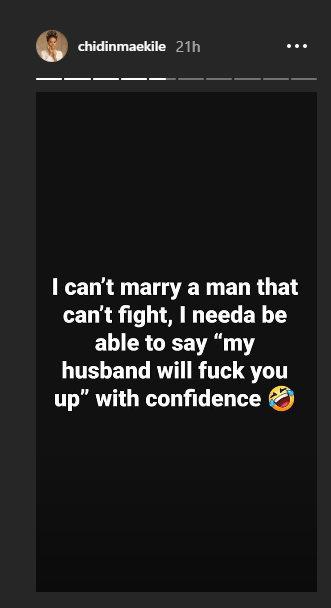 chidinmaekile 21h
I can’t marry a man that
can’t fight, I needa be
able to say “my
husband will fuck you
up” with confidence 🤣